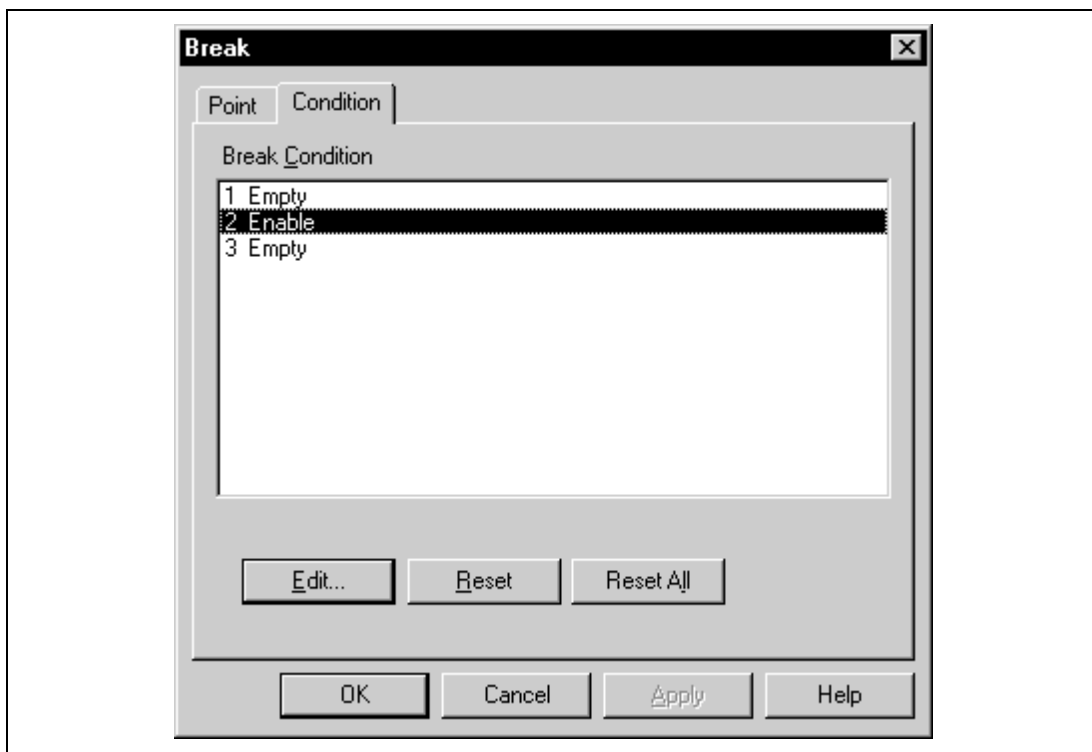 Break
Point Condition
Break Condition
1 Empty
2 Enable
3 Empty
Edit... Reset Reset All
OK Cancel Apply Help